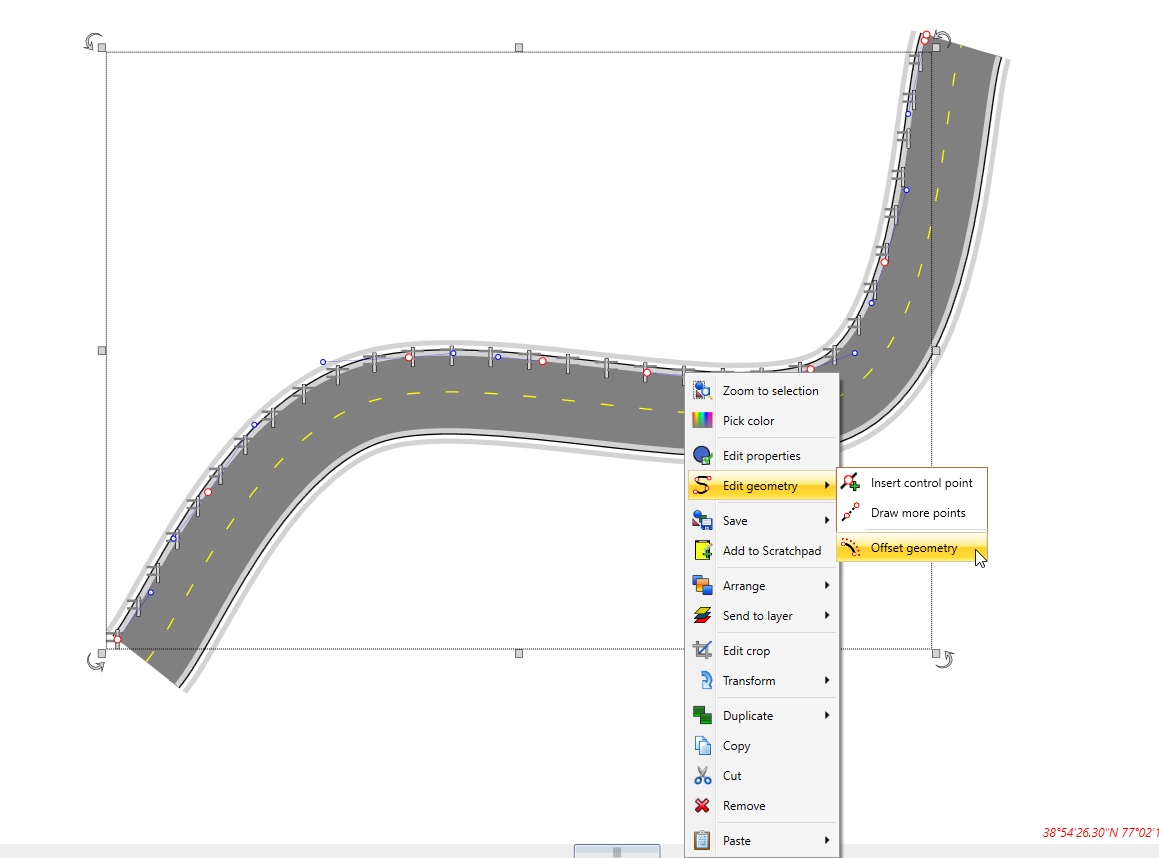 Zoom to selection
Pick color
Edit properties
Edit geometry
Insert control point
Draw more points
Offset geometry
Save
Add to Scratchpad
Arrange
Send to layer
Edit crop
Transform
Duplicate
Copy
Cut
Remove
Paste
38°54'26.30"N 77°02'1